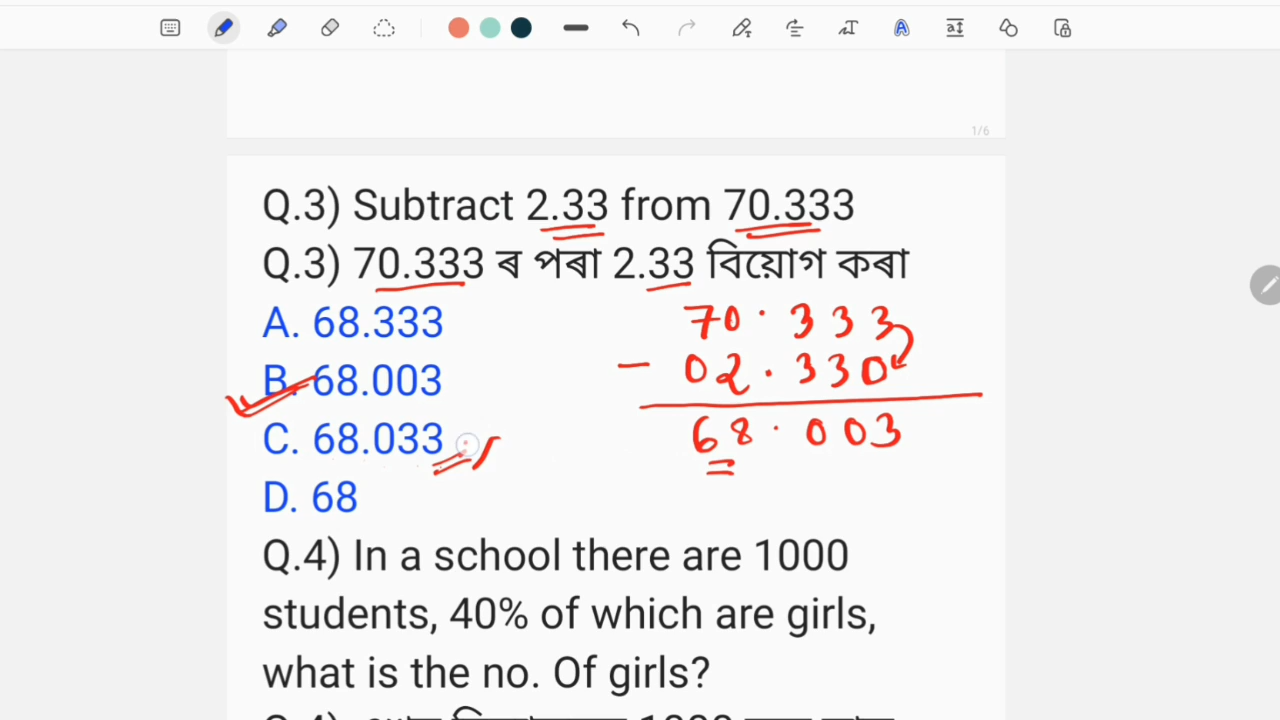 1/6
Q.3) Subtract 2.33 from 70.333
Q.3) 70.333 ৰ পৰা 2.33 বিয়োগ কৰা
A. 68.333
B. 68.003
C. 68.033
D. 68
70.333
- 02.330
68.003
Q.4) In a school there are 1000
students, 40% of which are girls,
what is the no. Of girls?